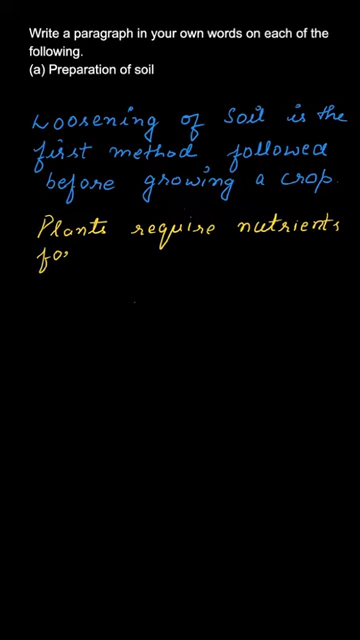 Write a paragraph in your own words on each of the
following.
(a) Preparation of soil
Loosening of soil is the
first method followed
before growing a crop.
Plants require nutrients
for